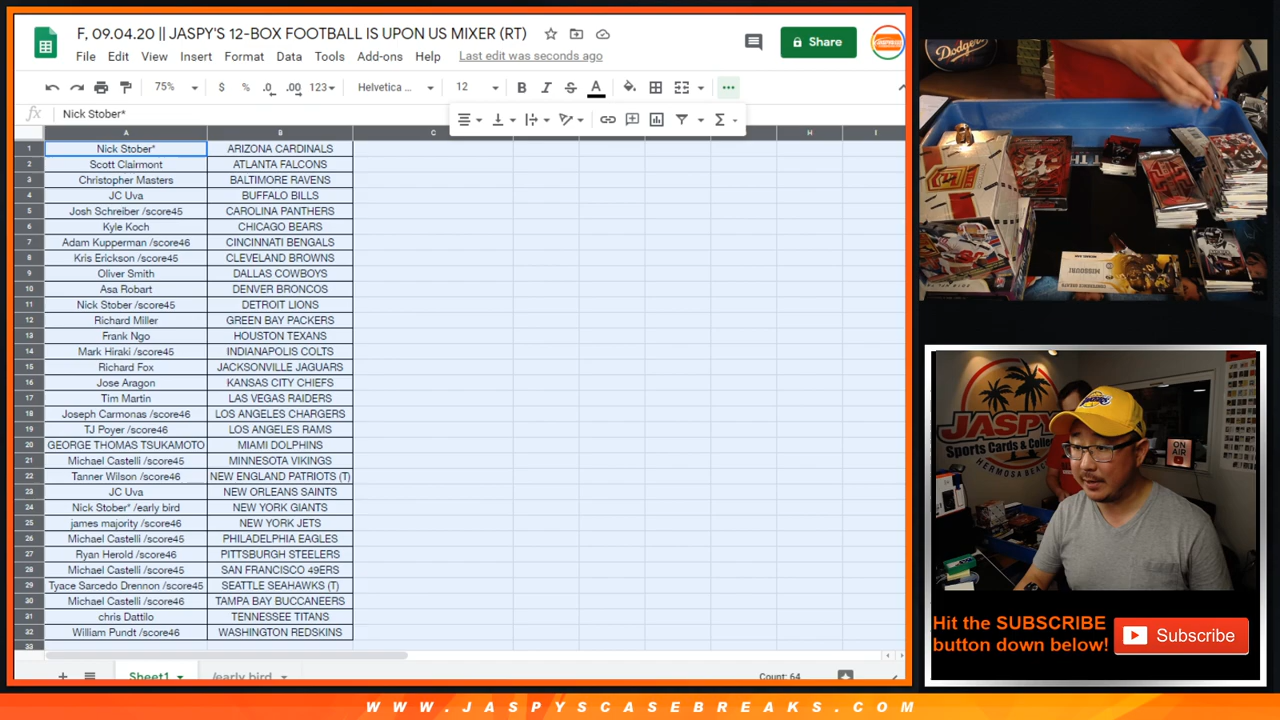 F, 09.04.20 || JASPY'S 12-BOX FOOTBALL IS UPON US MIXER (RT)
File Edit View Insert Format Data Tools Add-ons Help Last edit was seconds ago
Share
75% $ % .0 .00 123 Helvetica ... 12 B I S A
fx Nick Stober*
A B C H I
1 Nick Stober* ARIZONA CARDINALS
2 Scott Clairmont ATLANTA FALCONS
3 Christopher Masters BALTIMORE RAVENS
4 JC Uva BUFFALO BILLS
5 Josh Schreiber /score45 CAROLINA PANTHERS
6 Kyle Koch CHICAGO BEARS
7 Adam Kupperman /score46 CINCINNATI BENGALS
8 Kris Erickson /score45 CLEVELAND BROWNS
9 Oliver Smith DALLAS COWBOYS
10 Asa Robart DENVER BRONCOS
11 Nick Stober /score45 DETROIT LIONS
12 Richard Miller GREEN BAY PACKERS
13 Frank Ngo HOUSTON TEXANS
14 Mark Hiraki /score45 INDIANAPOLIS COLTS
15 Richard Fox JACKSONVILLE JAGUARS
16 Jose Aragon KANSAS CITY CHIEFS
17 Tim Martin LAS VEGAS RAIDERS
18 Joseph Carmonas /score46 LOS ANGELES CHARGERS
19 TJ Poyer /score46 LOS ANGELES RAMS
20 GEORGE THOMAS TSUKAMOTO MIAMI DOLPHINS
21 Michael Castelli /score45 MINNESOTA VIKINGS
22 Tanner Wilson /score46 NEW ENGLAND PATRIOTS (T)
23 JC Uva NEW ORLEANS SAINTS
24 Nick Stober* /early bird NEW YORK GIANTS
25 james majority /score46 NEW YORK JETS
26 Michael Castelli /score45 PHILADELPHIA EAGLES
27 Ryan Herold /score46 PITTSBURGH STEELERS
28 Michael Castelli /score45 SAN FRANCISCO 49ERS
29 Tyace Sarcedo Drennon /score45 SEATTLE SEAHAWKS (T)
30 Michael Castelli /score46 TAMPA BAY BUCCANEERS
31 chris Dattilo TENNESSEE TITANS
32 William Pundt /score46 WASHINGTON REDSKINS
33
Sheet1 /early bird Count: 64
Dodgers
MISSOURI
JASPY'S
Sports Cards & Collec
HERMOSA BEAC
ON AIR
Hit the SUBSCRIBE
button down below!
Subscribe
WWW.JASPYSCASEBREAKS.COM